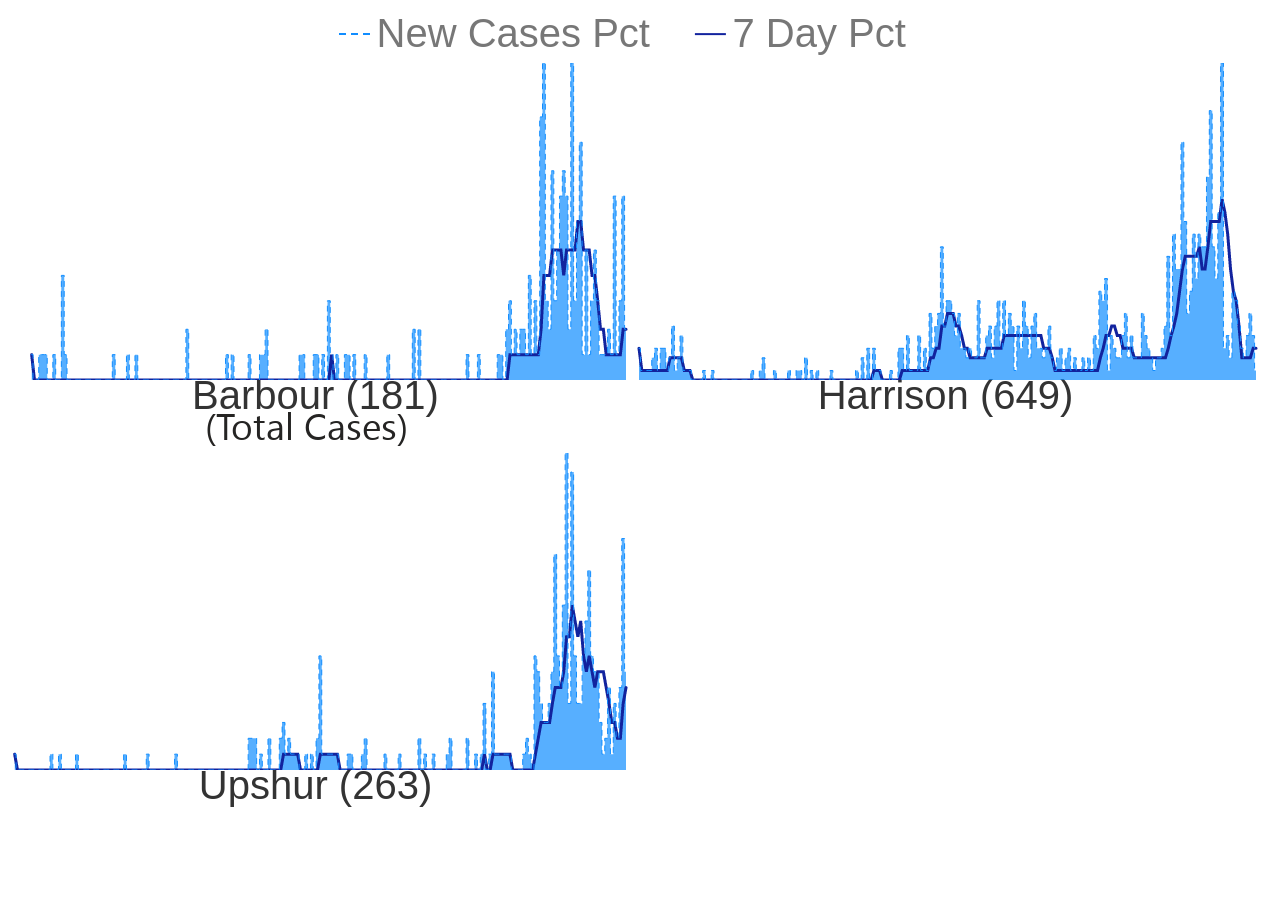 New Cases Pct 7 Day Pct
Barbour (181) Harrison (649)
(Total Cases)
Upshur (263)